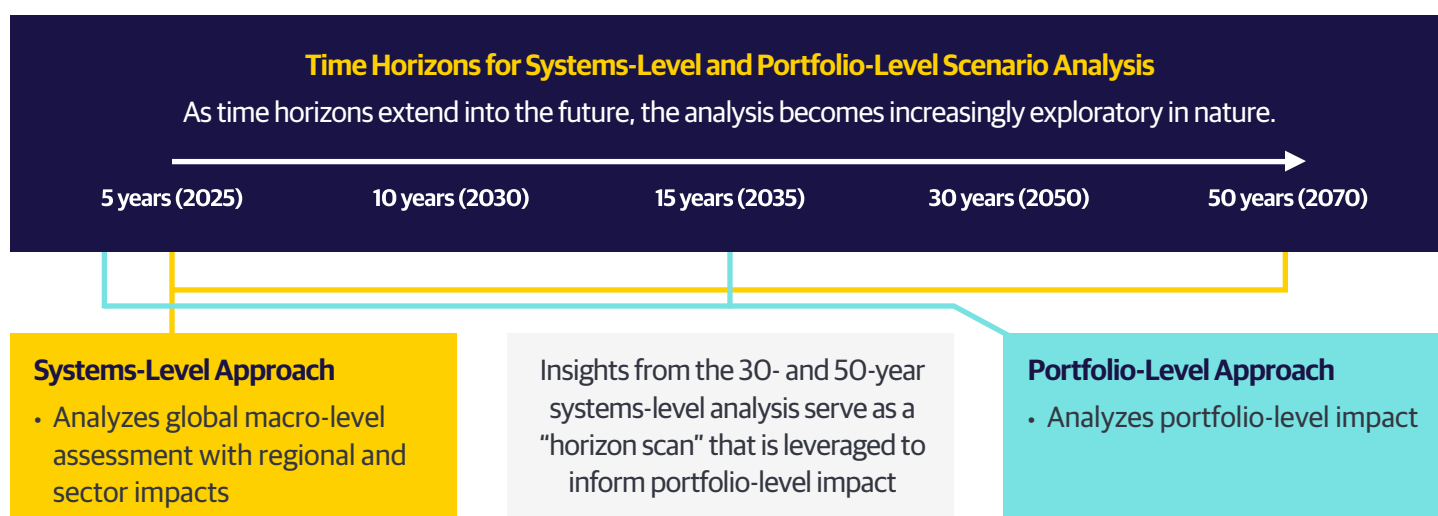 Time Horizons for Systems-Level and Portfolio-Level Scenario Analysis
As time horizons extend into the future, the analysis becomes increasingly exploratory in nature.
5 years (2025) 10 years (2030) 15 years (2035) 30 years (2050) 50 years (2070)
Systems-Level Approach
• Analyzes global macro-level
assessment with regional and
sector impacts
Insights from the 30- and 50-year
systems-level analysis serve as a
“horizon scan” that is leveraged to
inform portfolio-level impact
Portfolio-Level Approach
• Analyzes portfolio-level impact